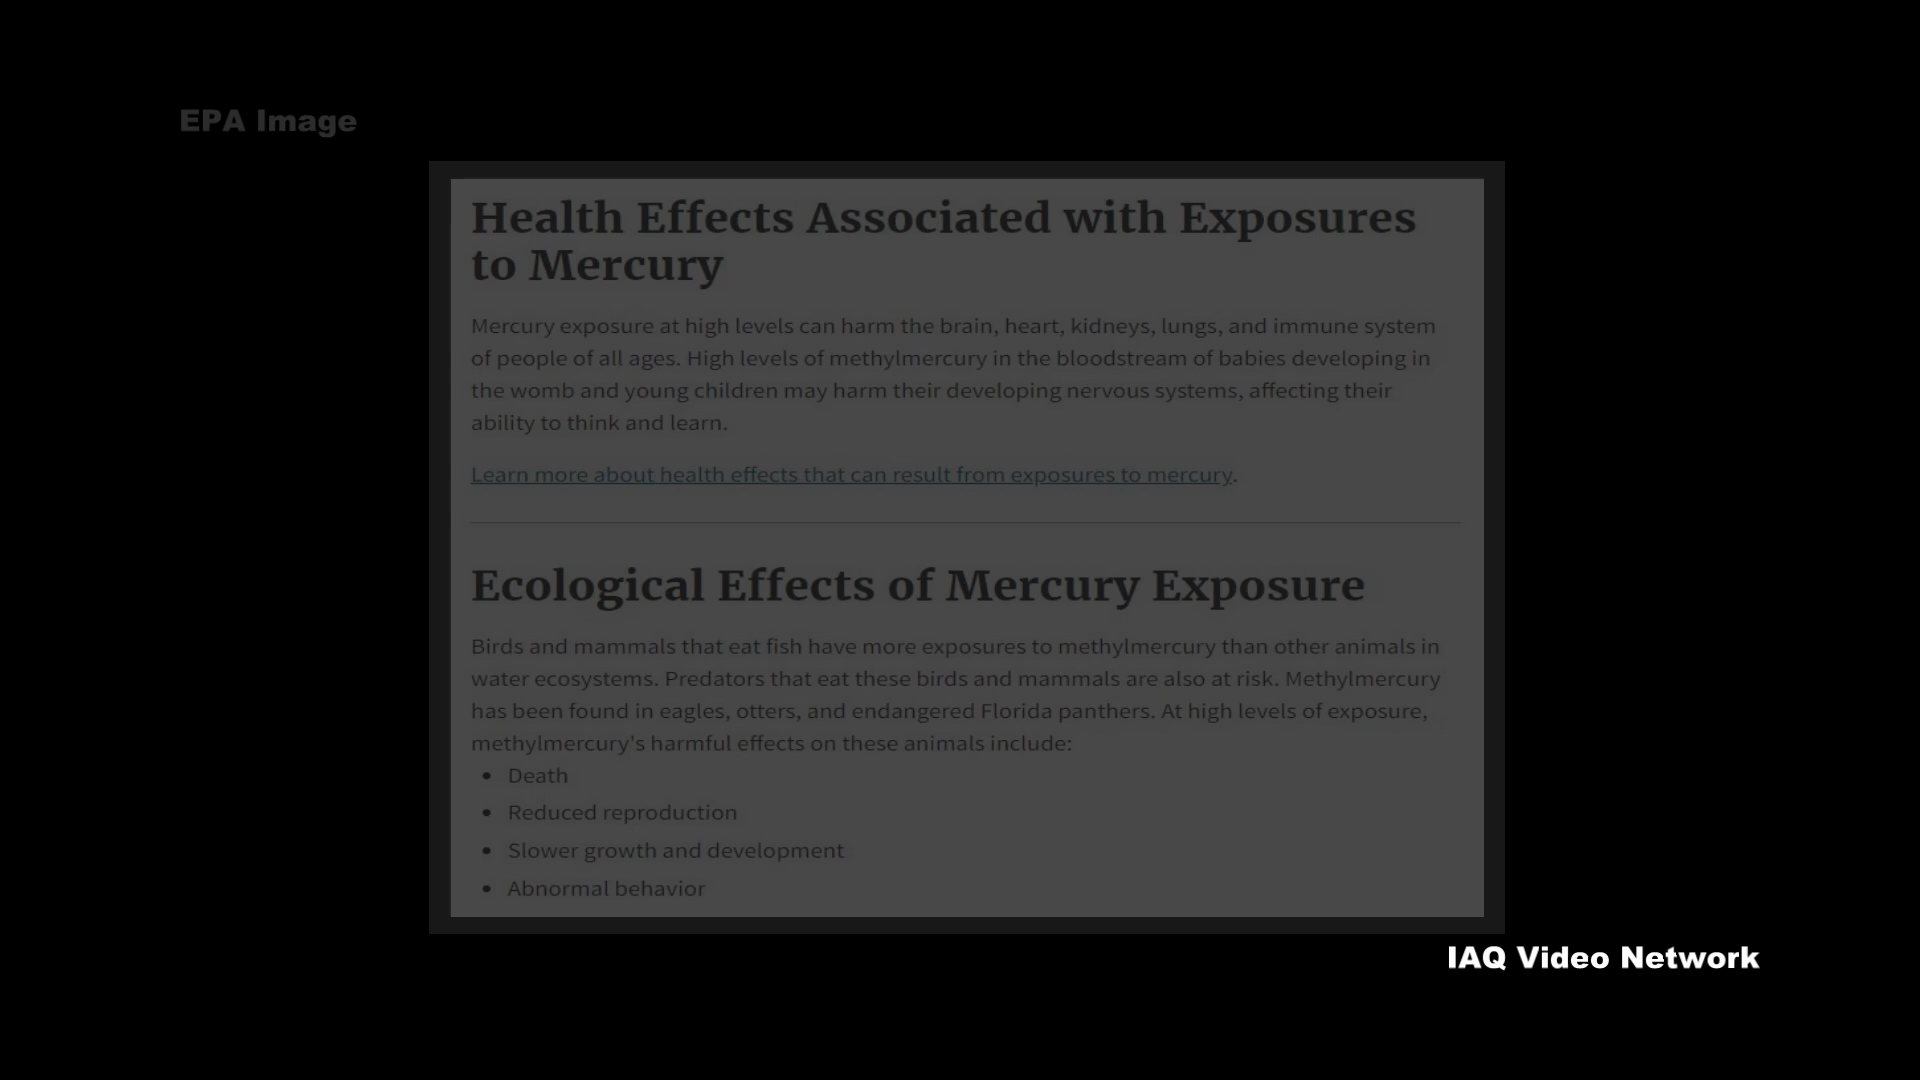 EPA Image
Health Effects Associated with Exposures
to Mercury
Mercury exposure at high levels can harm the brain, heart, kidneys, lungs, and immune system
of people of all ages. High levels of methylmercury in the bloodstream of babies developing in
the womb and young children may harm their developing nervous systems, affecting their
ability to think and learn.
Learn more about health effects that can result from exposures to mercury.
Ecological Effects of Mercury Exposure
Birds and mammals that eat fish have more exposures to methylmercury than other animals in
water ecosystems. Predators that eat these birds and mammals are also at risk. Methylmercury
has been found in eagles, otters, and endangered Florida panthers. At high levels of exposure,
methylmercury's harmful effects on these animals include:
• Death
• Reduced reproduction
• Slower growth and development
• Abnormal behavior
IAQ Video Network